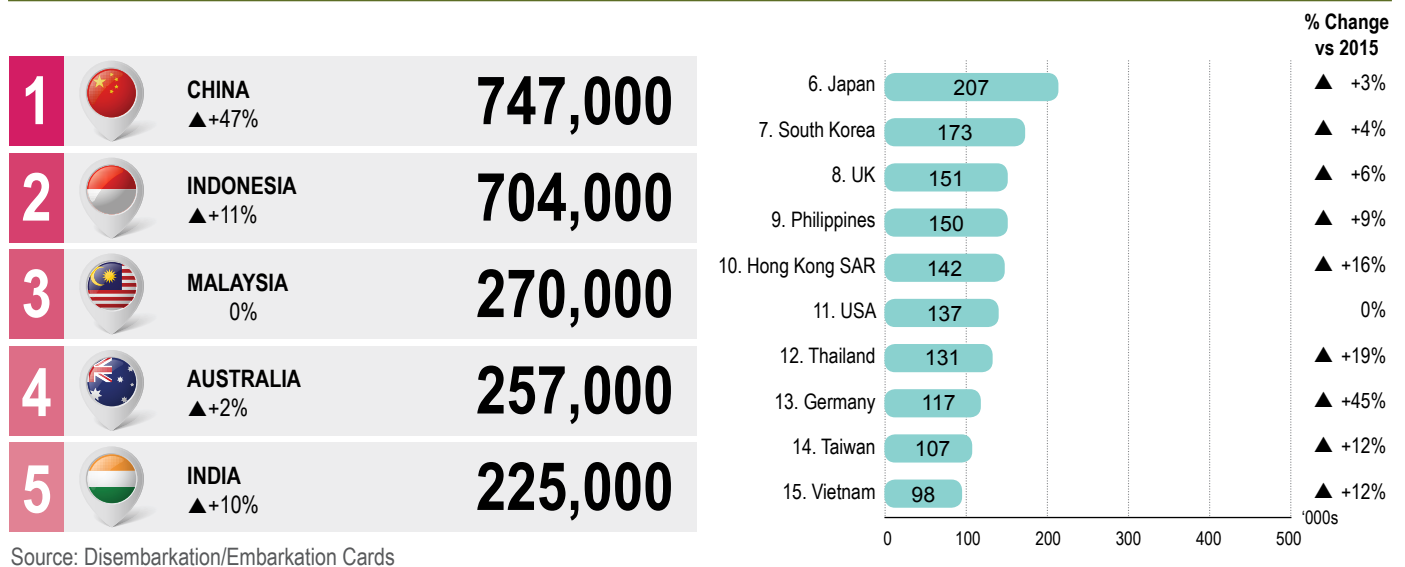 1
CHINA
▲+47%
747,000
2
INDONESIA
▲+11%
704,000
3
MALAYSIA
0%
270,000
4
AUSTRALIA
▲+2%
257,000
5
INDIA
▲+10%
225,000
Source: Disembarkation/Embarkation Cards
% Change
vs 2015
6. Japan 207 ▲ +3%
7. South Korea 173 ▲ +4%
8. UK 151 ▲ +6%
9. Philippines 150 ▲ +9%
10. Hong Kong SAR 142 ▲ +16%
11. USA 137 0%
12. Thailand 131 ▲ +19%
13. Germany 117 ▲ +45%
14. Taiwan 107 ▲ +12%
15. Vietnam 98 ▲ +12%
‘000s
0 100 200 300 400 500